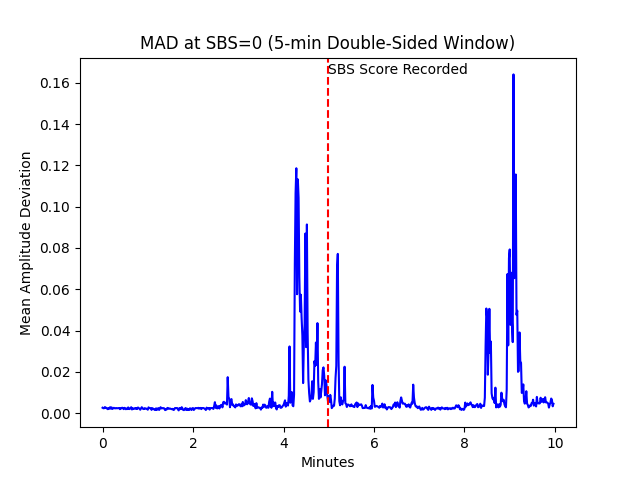 MAD at SBS=0 (5-min Double-Sided Window)
SBS Score Recorded
Mean Amplitude Deviation
0.16
0.14
0.12
0.10
0.08
0.06
0.04
0.02
0.00
0 2 4 6 8 10
Minutes